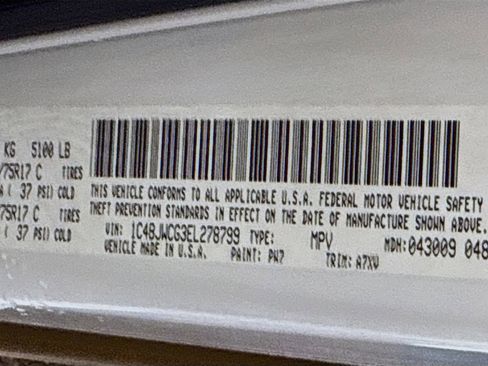 KG 5100 LB
/75R17 C TIRES
( 37 PSI) COLD
75R17 C TIRES
( 37 PSI) COLD
THIS VEHICLE CONFORMS TO ALL APPLICABLE U.S.A. FEDERAL MOTOR VEHICLE SAFETY
THEFT PREVENTION STANDARDS IN EFFECT ON THE DATE OF MANUFACTURE SHOWN ABOVE.
VIN: 1C4BJWCG3EL278799 TYPE: MPV MDH: 043009 048
VEHICLE MADE IN U.S.A. PAINT: PW7 TRIM: A7XV